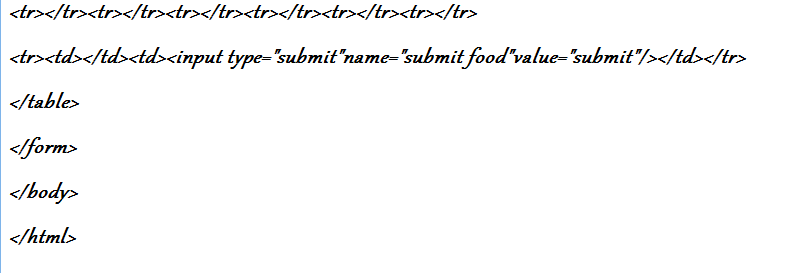 <tr></tr><tr></tr><tr></tr><tr></tr><tr></tr><tr></tr>
<tr><td></td><td><input type="submit"name="submit food"value="submit"/></td></tr>
</table>
</form>
</body>
</html>